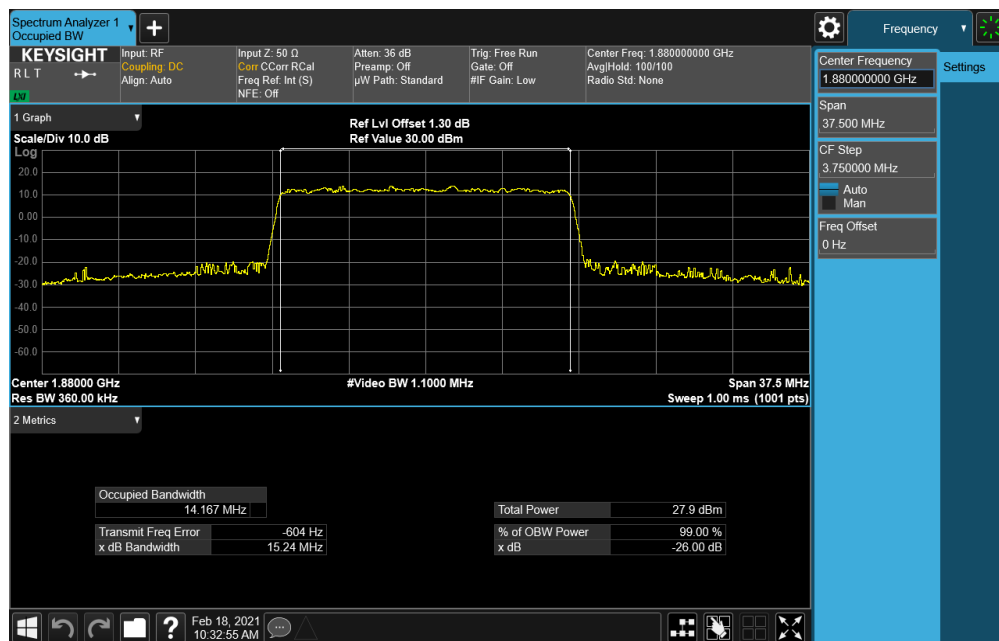 Spectrum Analyzer 1
Occupied BW
Frequency
KEYSIGHT
R L T
LXI
Input: RF
Coupling: DC
Align: Auto
Input Z: 50 Ω
Corr CCorr RCal
Freq Ref: Int (S)
NFE: Off
Atten: 36 dB
Preamp: Off
µW Path: Standard
Trig: Free Run
Gate: Off
#IF Gain: Low
Center Freq: 1.880000000 GHz
Avg|Hold: 100/100
Radio Std: None
Center Frequency
1.880000000 GHz
Settings
Span
37.500 MHz
CF Step
3.750000 MHz
Auto
Man
Freq Offset
0 Hz
1 Graph
Scale/Div 10.0 dB
Ref Lvl Offset 1.30 dB
Ref Value 30.00 dBm
Log
20.0
10.0
0.00
-10.0
-20.0
-30.0
-40.0
-50.0
-60.0
Center 1.88000 GHz
#Video BW 1.1000 MHz
Span 37.5 MHz
Res BW 360.00 kHz
Sweep 1.00 ms (1001 pts)
2 Metrics
Occupied Bandwidth
14.167 MHz
Total Power 27.9 dBm
Transmit Freq Error -604 Hz
% of OBW Power 99.00 %
x dB Bandwidth 15.24 MHz
x dB -26.00 dB
Feb 18, 2021
10:32:55 AM